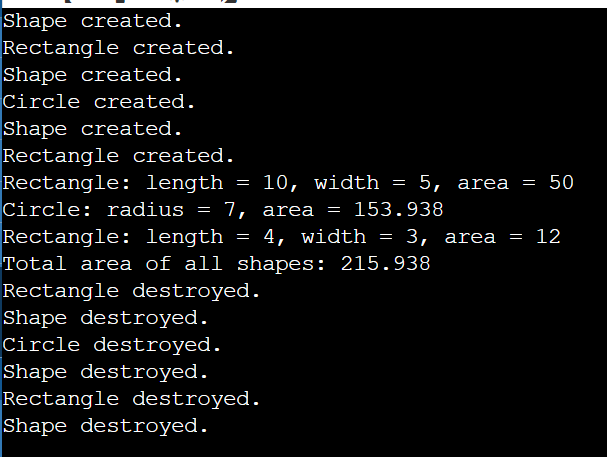 Shape created.
Rectangle created.
Shape created.
Circle created.
Shape created.
Rectangle created.
Rectangle: length = 10, width = 5, area = 50
Circle: radius = 7, area = 153.938
Rectangle: length = 4, width = 3, area = 12
Total area of all shapes: 215.938
Rectangle destroyed.
Shape destroyed.
Circle destroyed.
Shape destroyed.
Rectangle destroyed.
Shape destroyed.